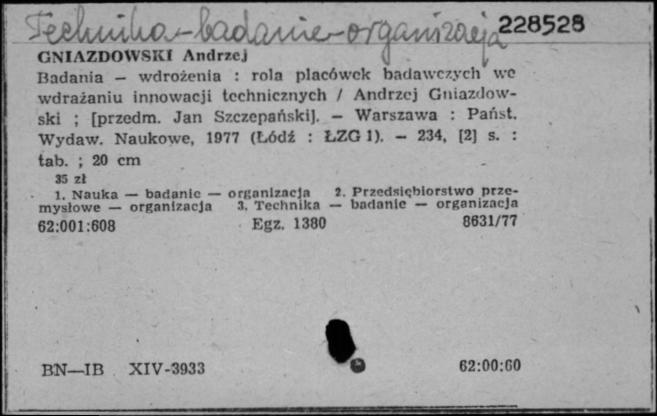 Technika - badanie - organizacja 228528
GNIAZDOWSKI Andrzej
Badania — wdrożenia : rola placówek badawczych we
wdrażaniu innowacji technicznych / Andrzej Gniazdow-
ski ; [przedm. Jan Szczepański]. — Warszawa : Państ.
Wydaw. Naukowe, 1977 (Łódź : ŁZG 1). — 234, [2] s. :
tab. ; 20 cm
35 zł
1. Nauka — badanie — organizacja 2. Przedsiębiorstwo prze-
mysłowe — organizacja 3. Technika — badanie — organizacja
62:001:608 Egz. 1380 8631/77
BN—IB XIV-3933 62:00:60